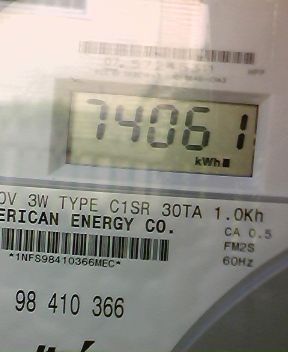 74061
kWh
0V 3W TYPE C1SR 30TA 1.0Kh
ERICAN ENERGY CO.
CA 0.5
FM2S
*1NFS98410366MEC*
60Hz
98 410 366